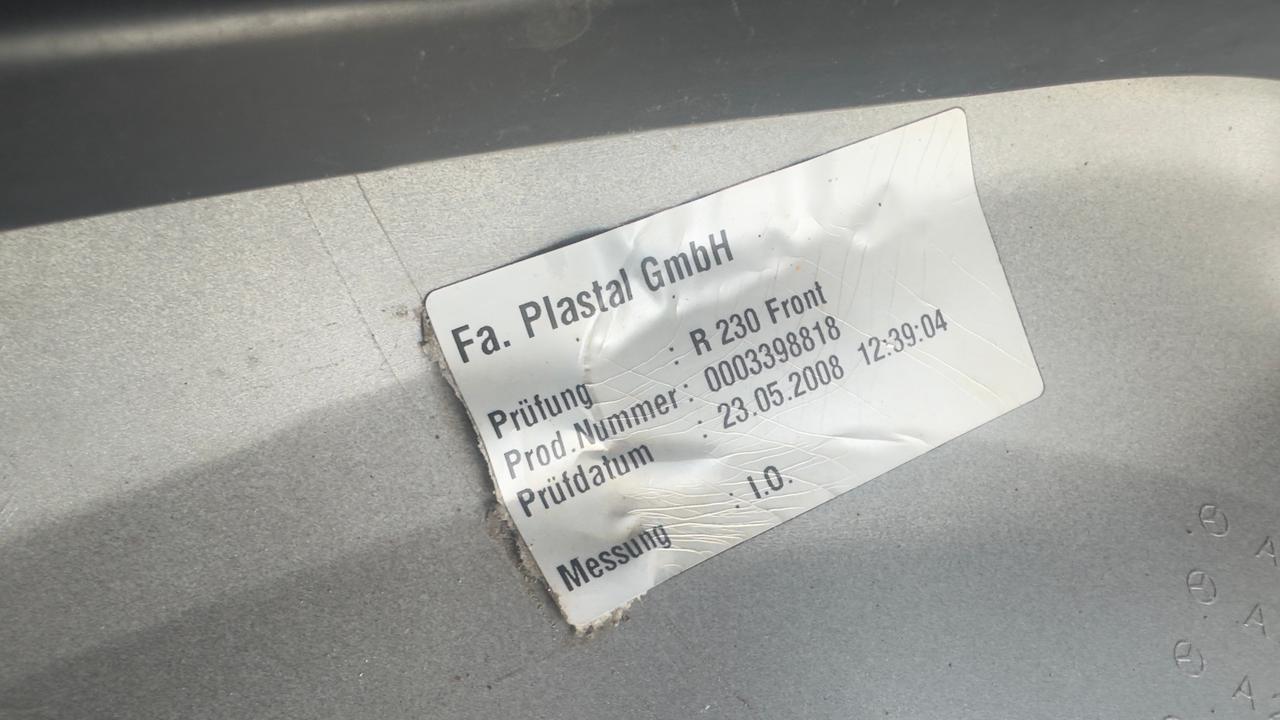 Fa. Plastal GmbH
Prüfung : R 230 Front
Prod.Nummer : 0003398818
Prüfdatum : 23.05.2008 12:39:04
Messung : I.O.
A
A
A